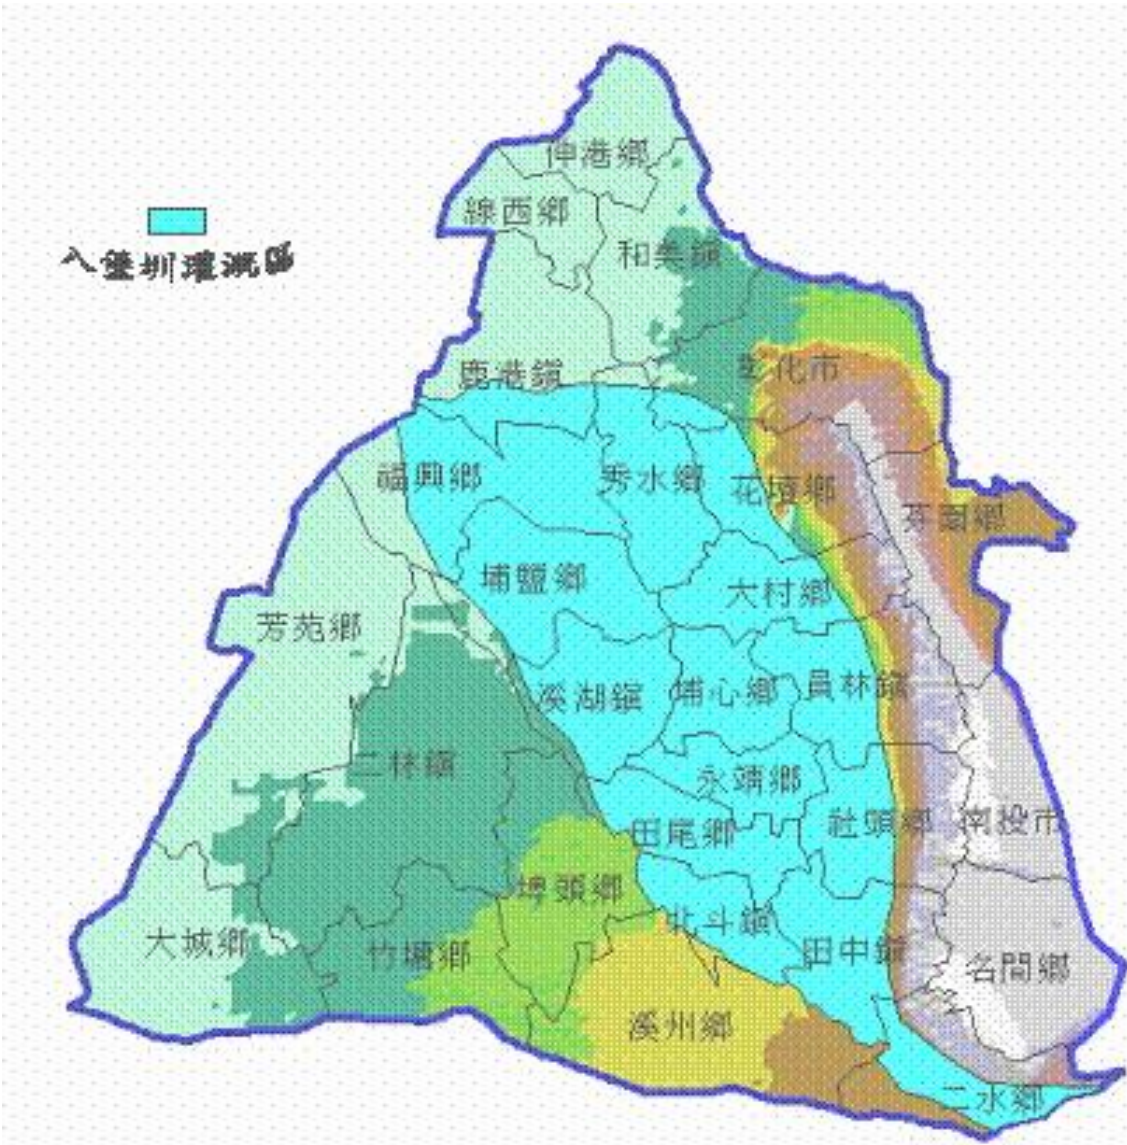 伸港鄉
線西鄉
和美鎮
八堡圳灌溉區
鹿港鎮
彰化市
福興鄉
秀水鄉
花壇鄉
芬園鄉
埔鹽鄉
大村鄉
芳苑鄉
溪湖鎮
埔心鄉
員林鎮
二林鎮
永靖鄉
田尾鄉
社頭鄉
南投市
埤頭鄉
北斗鎮
大城鄉
竹塘鄉
田中鎮
名間鄉
溪州鄉
二水鄉